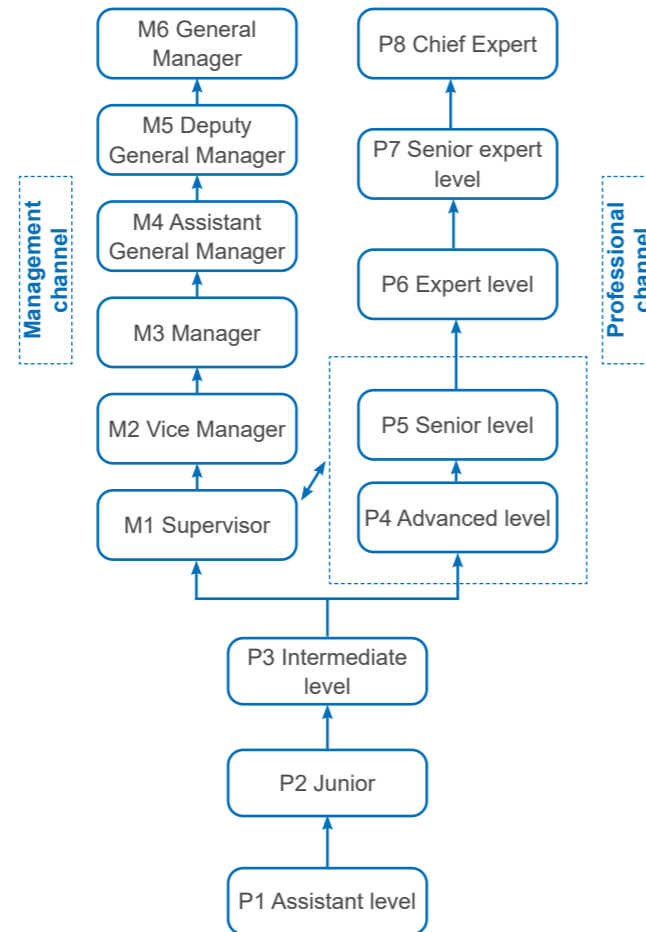 M6 General
Manager
M5 Deputy
General Manager
M4 Assistant
General Manager
M3 Manager
M2 Vice Manager
M1 Supervisor
Management
channel
P8 Chief Expert
P7 Senior expert
level
P6 Expert level
P5 Senior level
P4 Advanced level
Professional
channel
P3 Intermediate
level
P2 Junior
P1 Assistant level